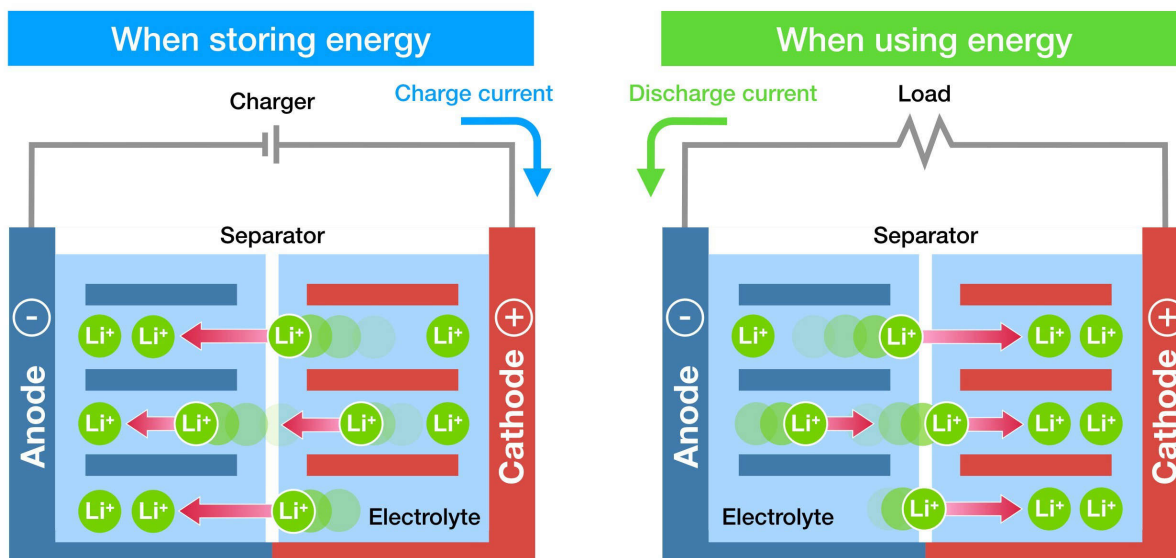 When storing energy
Charger
Charge current
Separator
-
+
Anode
Cathode
Li⁺ Li⁺ Li⁺ Li⁺
Li⁺ Li⁺ Li⁺ Li⁺
Li⁺ Li⁺ Li⁺
Electrolyte
When using energy
Discharge current
Load
Separator
-
+
Anode
Cathode
Li⁺ Li⁺ Li⁺ Li⁺
Li⁺ Li⁺ Li⁺ Li⁺
Li⁺ Li⁺ Li⁺
Electrolyte